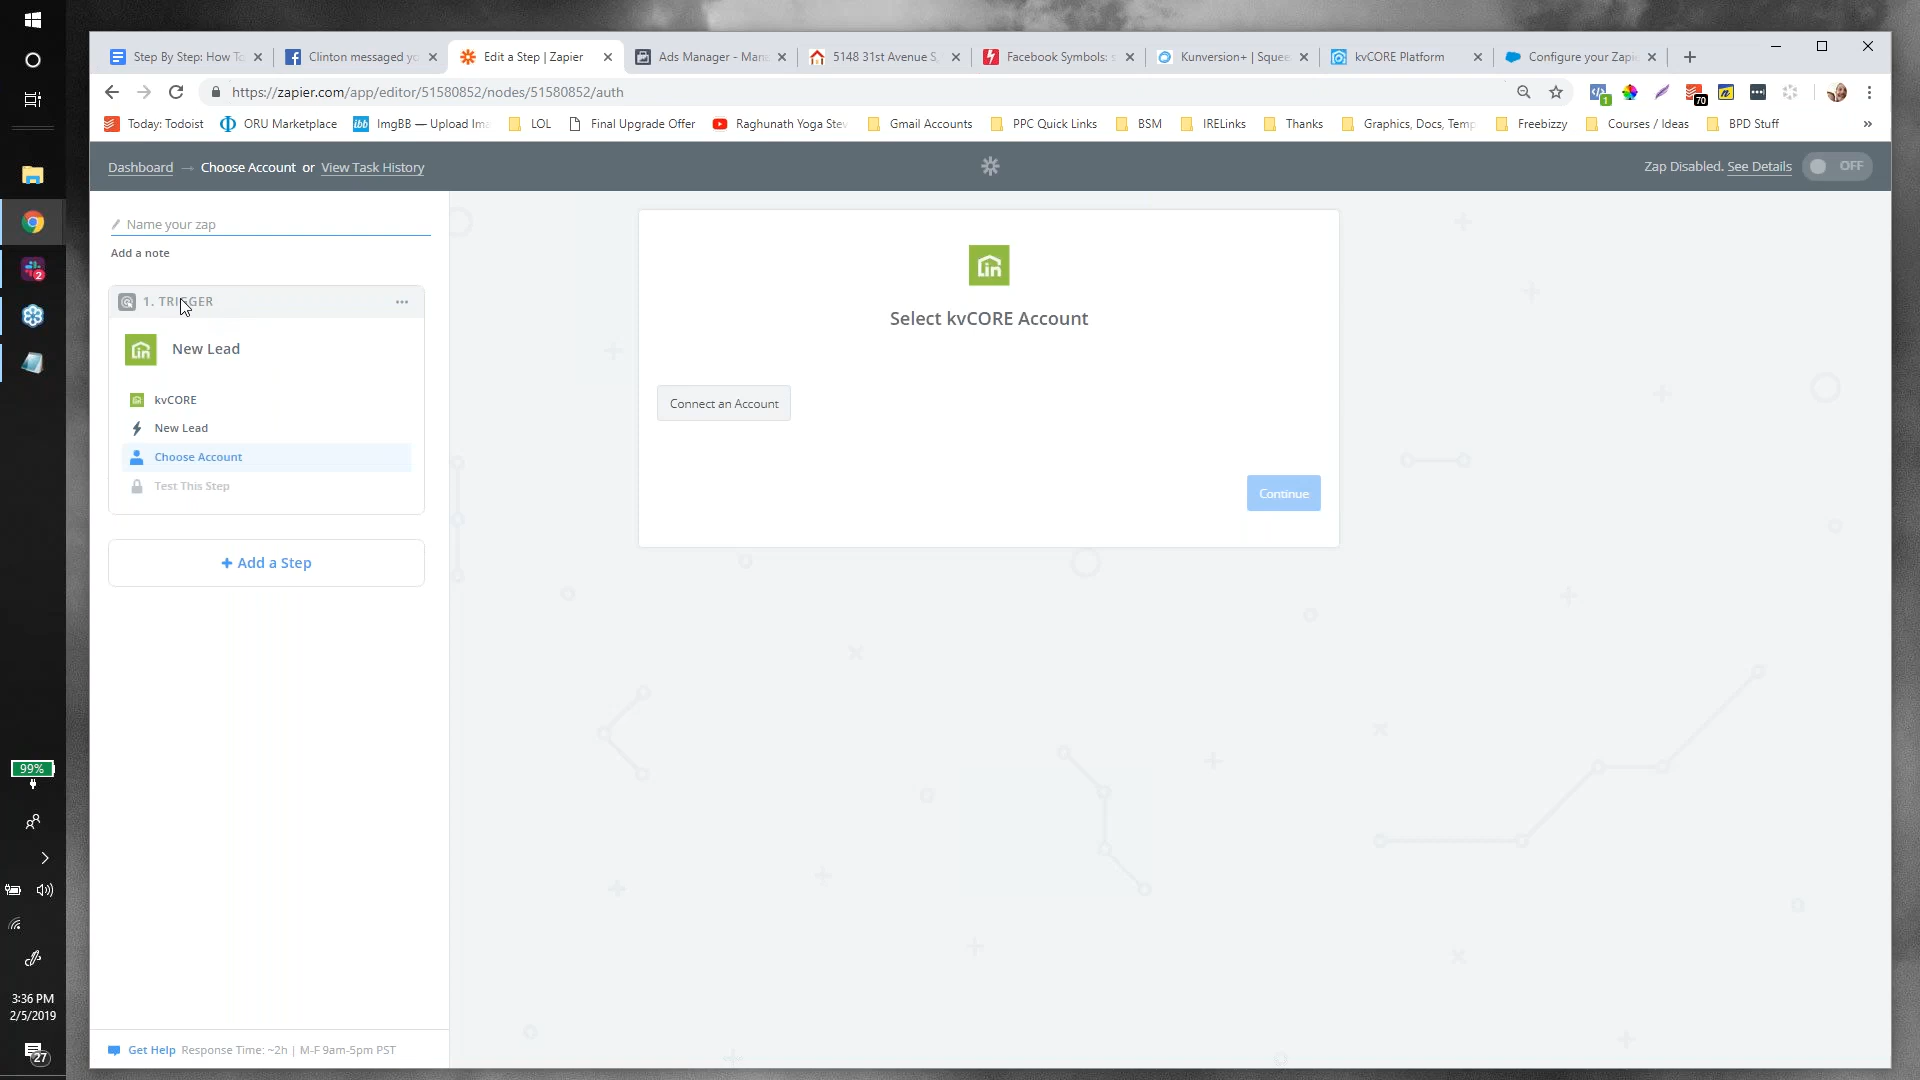 Step By Step: How To
Clinton messaged yo
Edit a Step | Zapier
Ads Manager - Mana
5148 31st Avenue S,
Facebook Symbols: s
Kunversion+ | Squee
kvCORE Platform
Configure your Zapi
https://zapier.com/app/editor/51580852/nodes/51580852/auth
1
70
Today: Todoist
ORU Marketplace
ibb
ImgBB — Upload Ima
LOL
Final Upgrade Offer
Raghunath Yoga Stev
Gmail Accounts
PPC Quick Links
BSM
IRELinks
Thanks
Graphics, Docs, Temp
Freebizzy
Courses / Ideas
BPD Stuff
»
Dashboard → Choose Account or View Task History
Zap Disabled. See Details
OFF
Name your zap
Add a note
1. TRIGGER
New Lead
kvCORE
New Lead
Choose Account
Test This Step
+ Add a Step
Select kvCORE Account
Connect an Account
Continue
Get Help Response Time: ~2h | M-F 9am-5pm PST
2
99%
3:36 PM
2/5/2019
27